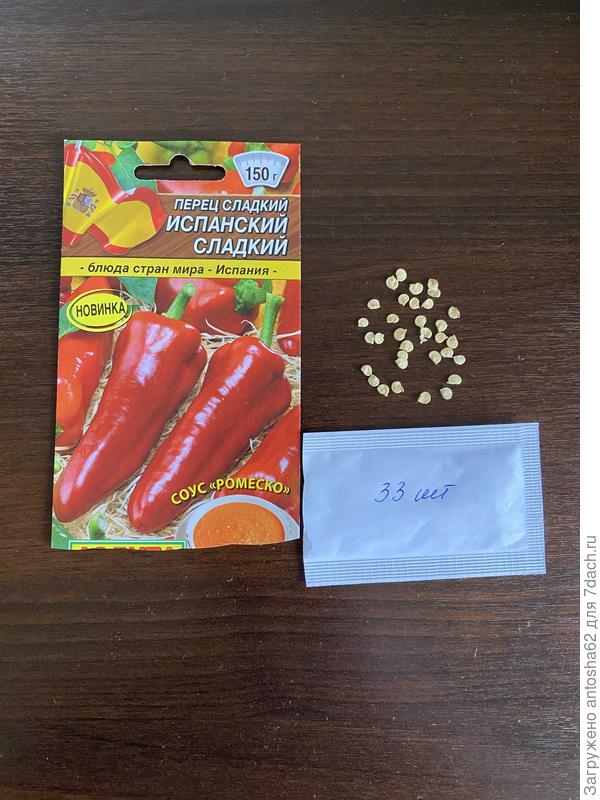 150 г
ПЕРЕЦ СЛАДКИЙ
ИСПАНСКИЙ
СЛАДКИЙ
- блюда стран мира - Испания -
НОВИНКА
СОУС «РОМЕСКО»
33 шт
Загружено antosha62 для 7dach.ru